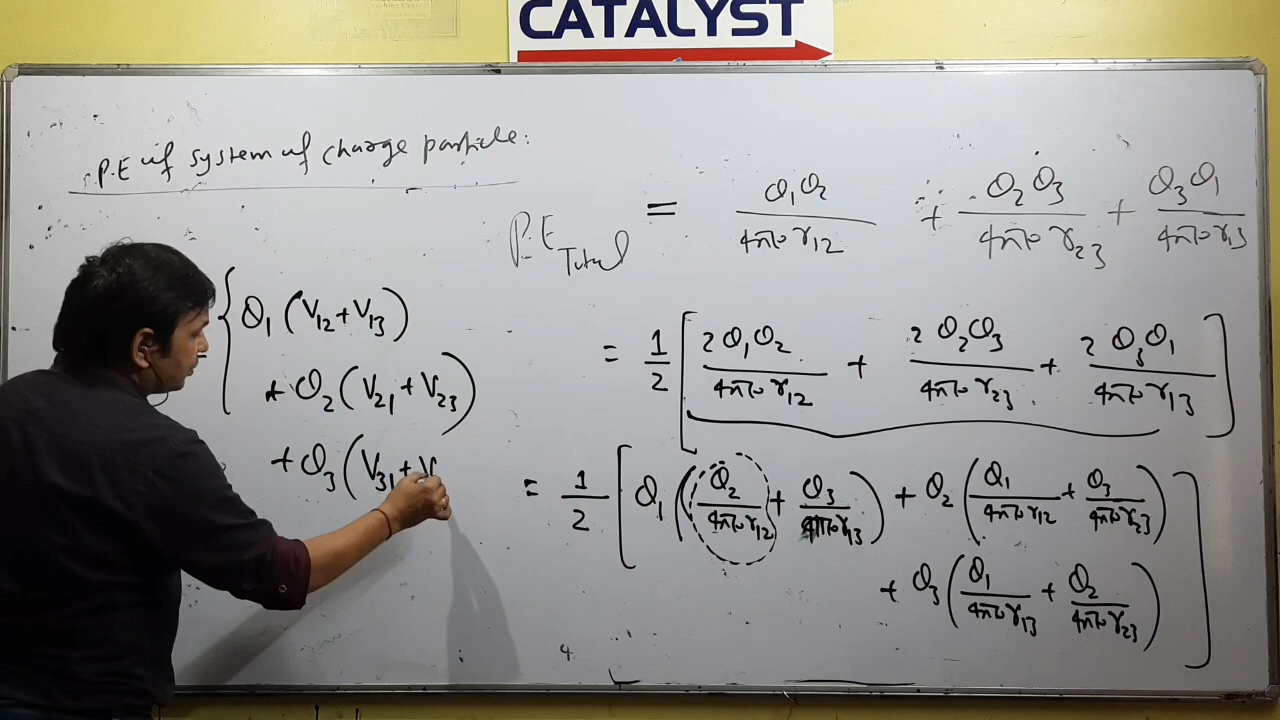 CATALYST
P.E of system of charge particle:
P.E Total = Q₁Q₂/4πε₀r₁₂ + Q₂Q₃/4πε₀r₂₃ + Q₃Q₁/4πε₀r₁₃
= 1/2 [ 2Q₁Q₂/4πε₀r₁₂ + 2Q₂Q₃/4πε₀r₂₃ + 2Q₃Q₁/4πε₀r₁₃ ]
= 1/2 [ Q₁ ( Q₂/4πε₀r₁₂ + Q₃/4πε₀r₁₃ ) + Q₂ ( Q₁/4πε₀r₁₂ + Q₃/4πε₀r₂₃ )
+ Q₃ ( Q₁/4πε₀r₁₃ + Q₂/4πε₀r₂₃ ) ]
{ Q₁ (V₁₂+V₁₃)
+ Q₂ (V₂₁ + V₂₃)
+ Q₃ (V₃₁ + V